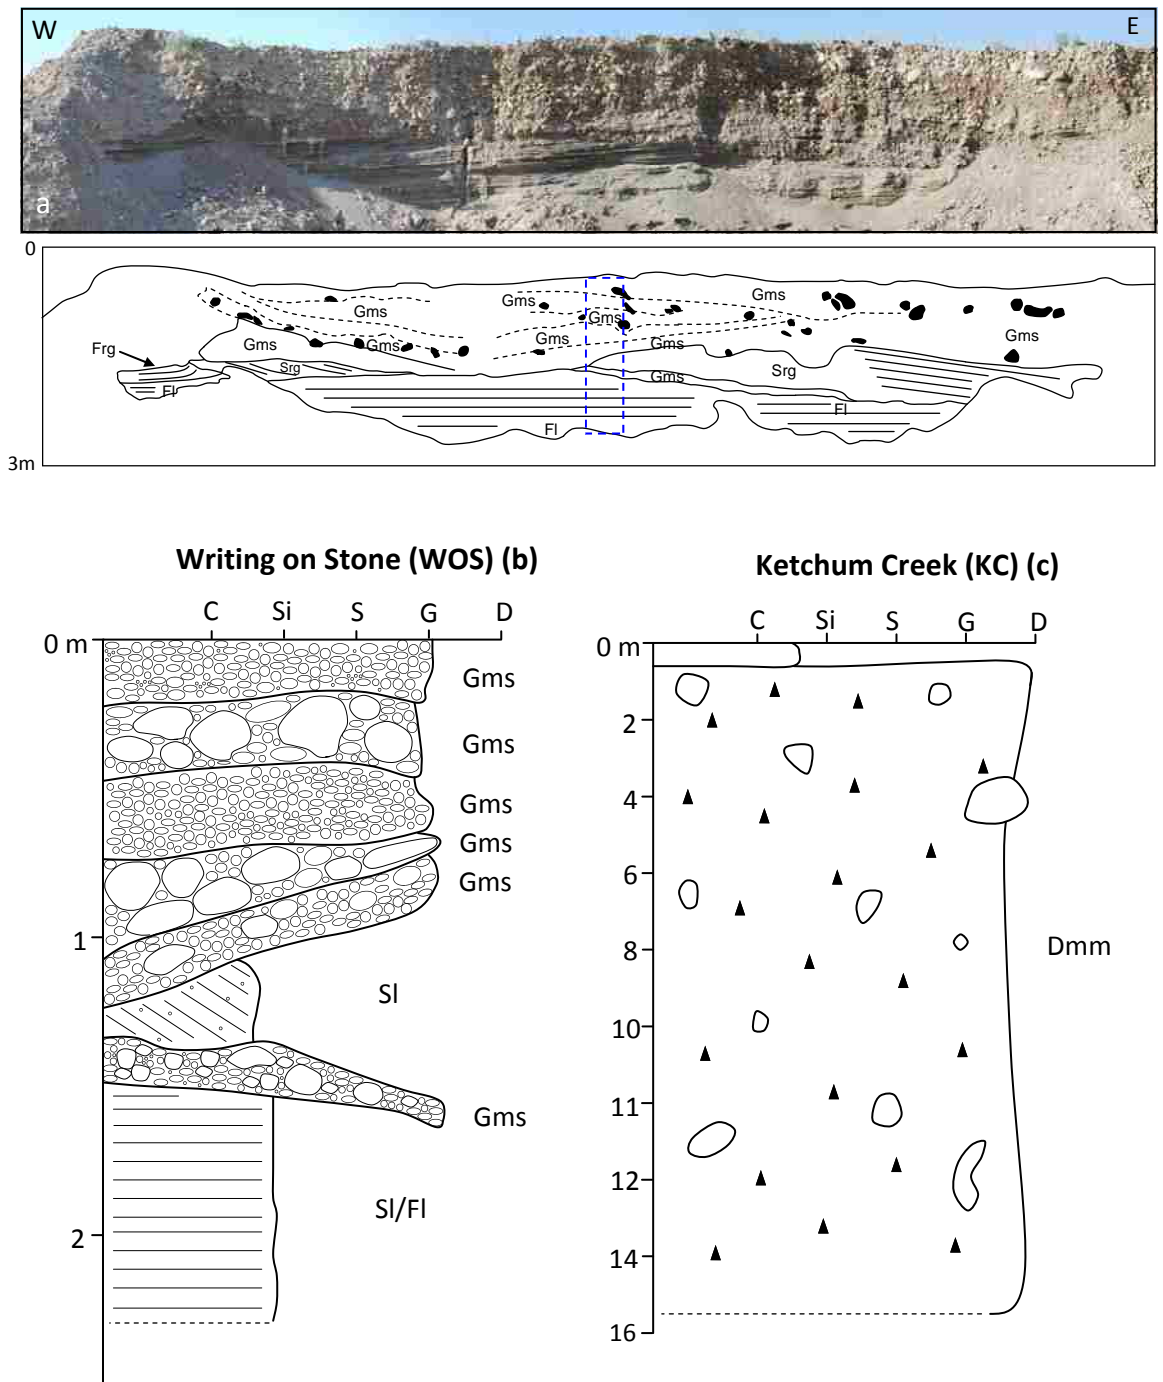 W E
a
0
Gms Gms
Gms Gms
Gms Gms Gms Gms Gms Gms
Frg Srg Gms Srg
Fl Fl
Fl
3m
Writing on Stone (WOS) (b)
C Si S G D
0 m
Gms
Gms
Gms
Gms
Gms
1
Sl
Gms
Sl/Fl
2
Ketchum Creek (KC) (c)
C Si S G D
0 m
2
4
6
8
Dmm
10
11
12
14
16